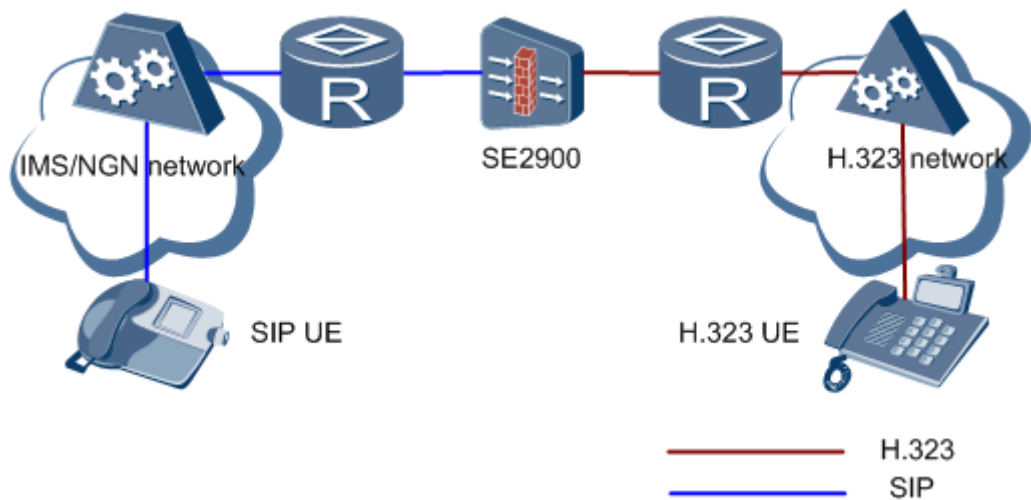 R
R
IMS/NGN network
SE2900
H.323 network
SIP UE
H.323 UE
H.323
SIP